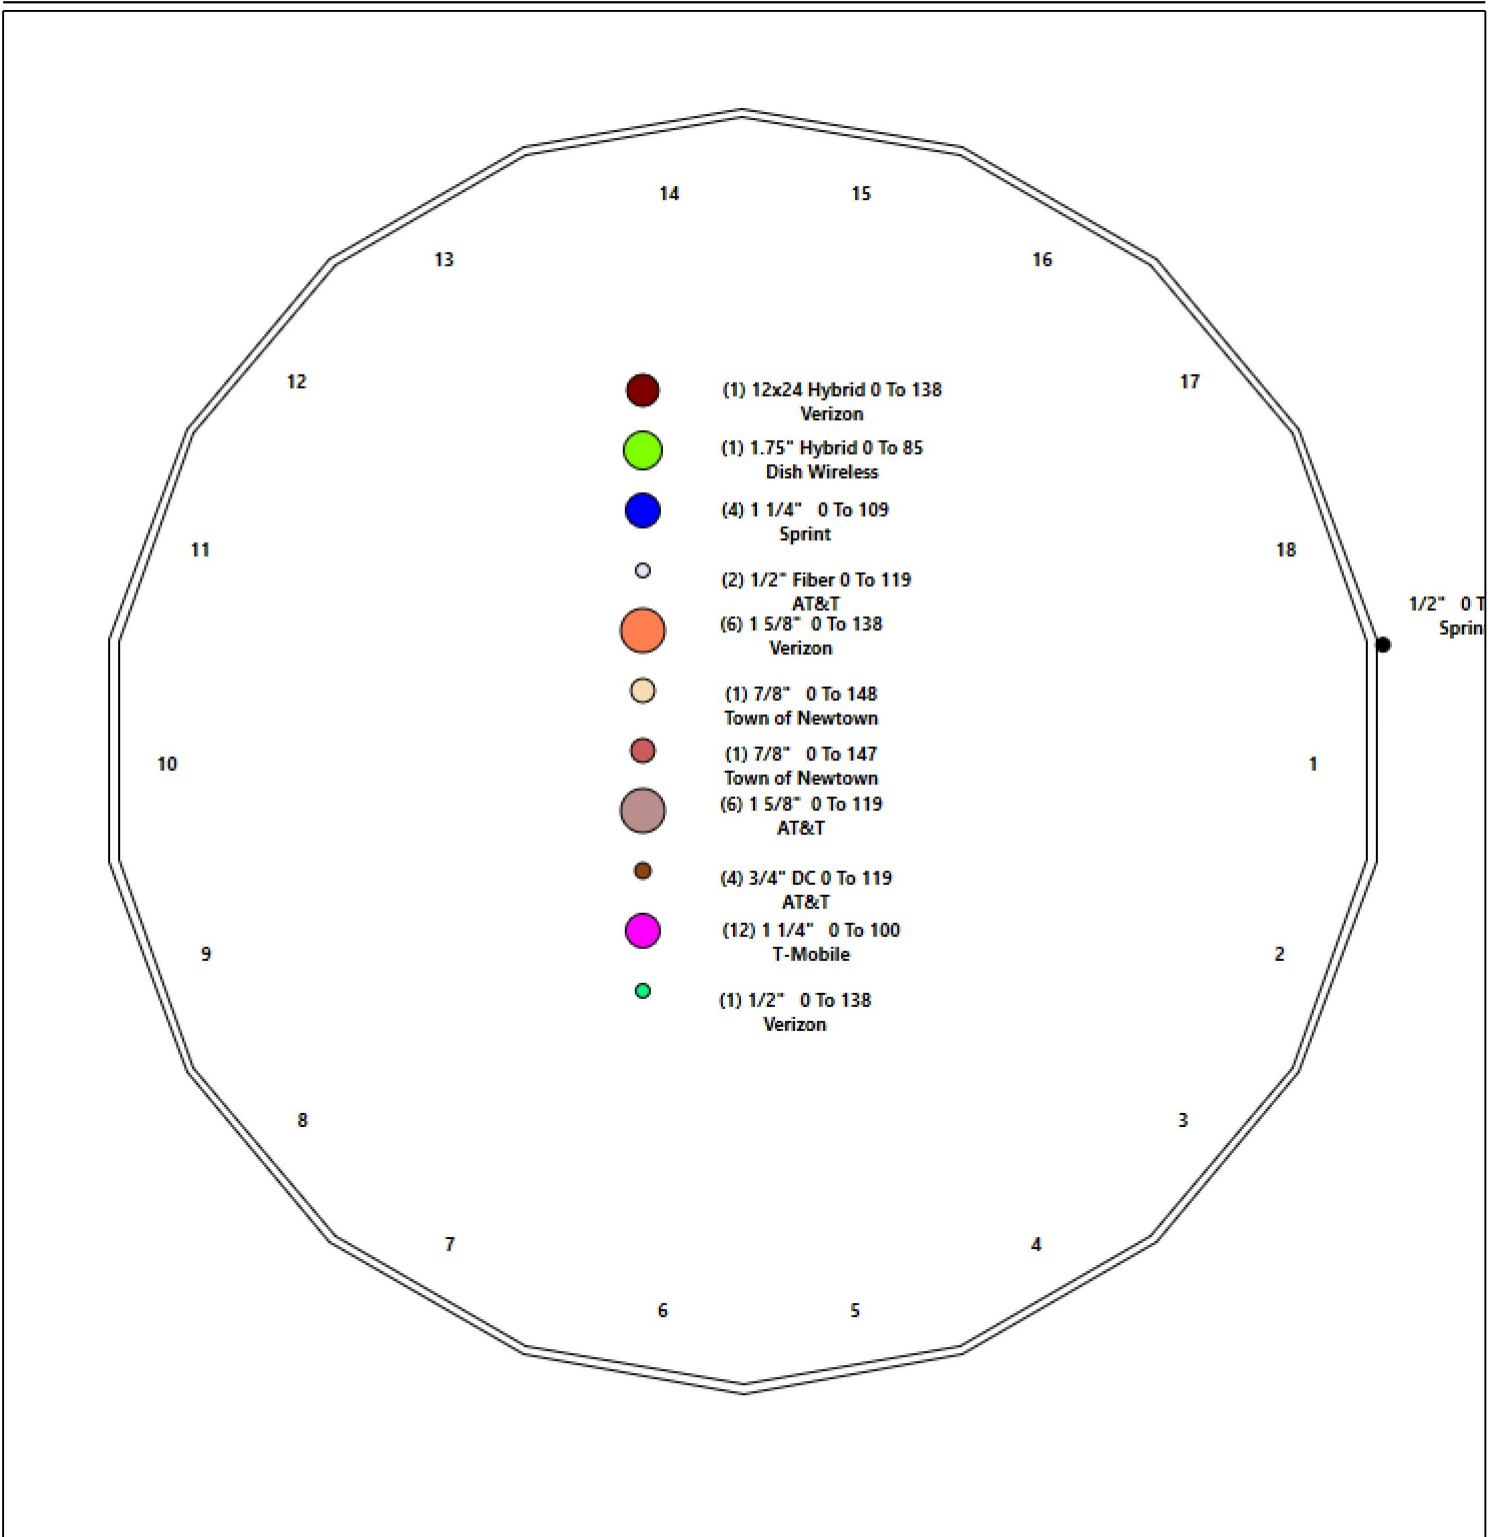 14
15
13
16
12
17
(1) 12x24 Hybrid 0 To 138
Verizon
(1) 1.75" Hybrid 0 To 85
Dish Wireless
(4) 1 1/4" 0 To 109
Sprint
11
18
(2) 1/2" Fiber 0 To 119
AT&T
1/2" 0
(6) 1 5/8" 0 To 138
Verizon
(1) 7/8" 0 To 148
Town of Newtown
(1) 7/8" 0 To 147
Town of Newtown
10
1
(6) 1 5/8" 0 To 119
AT&T
(4) 3/4" DC 0 To 119
AT&T
(12) 1 1/4" 0 To 100
T-Mobile
9
2
(1) 1/2" 0 To 138
Verizon
8
3
7
4
6
5